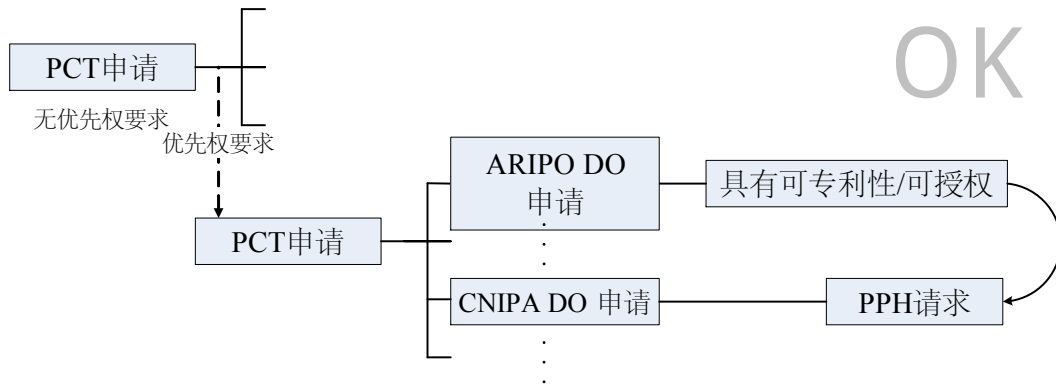 OK
PCT申请
无优先权要求
优先权要求
ARIPO DO
申请
具有可专利性/可授权
PCT申请
CNIPA DO 申请
PPH请求